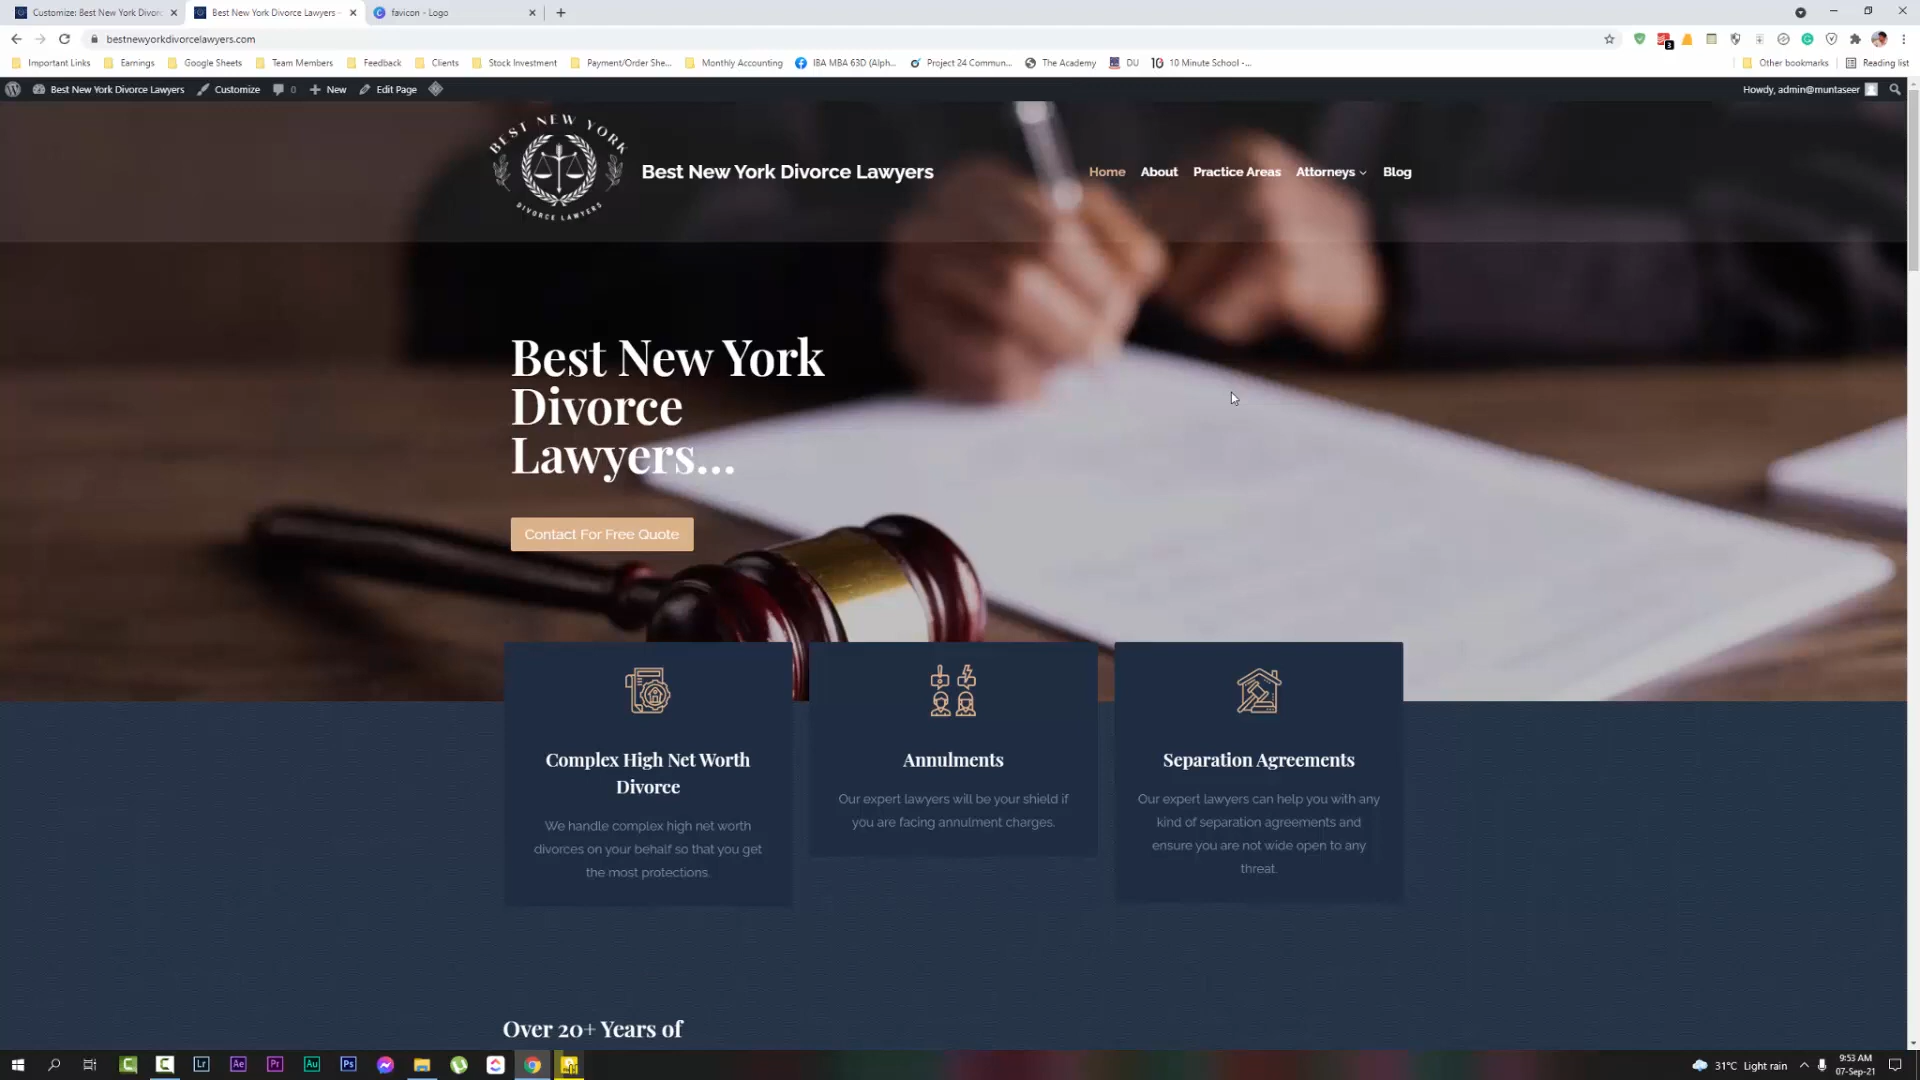 Customize: Best New York Divorc
Best New York Divorce Lawyers -
favicon - Logo
bestnewyorkdivorcelawyers.com
3
Important Links
Earnings
Google Sheets
Team Members
Feedback
Clients
Stock Investment
Payment/Order She...
Monthly Accounting
IBA MBA 63D (Alph...
Project 24 Commun...
The Academy
DU
10 Minute School -...
Other bookmarks
Reading list
Best New York Divorce Lawyers
Customize
0
New
Edit Page
Howdy, admin@muntaseer
BEST NEW YORK
DIVORCE LAWYERS
Best New York Divorce Lawyers
Home
About
Practice Areas
Attorneys
Blog
Best New York
Divorce
Lawyers...
Contact For Free Quote
Complex High Net Worth
Divorce
We handle complex high net worth
divorces on your behalf so that you get
the most protections.
Annulments
Our expert lawyers will be your shield if
you are facing annulment charges.
Separation Agreements
Our expert lawyers can help you with any
kind of separation agreements and
ensure you are not wide open to any
threat.
Over 20+ Years of
Lr
Ae
Pr
Au
Ps
31°C Light rain
9:53 AM
07-Sep-21